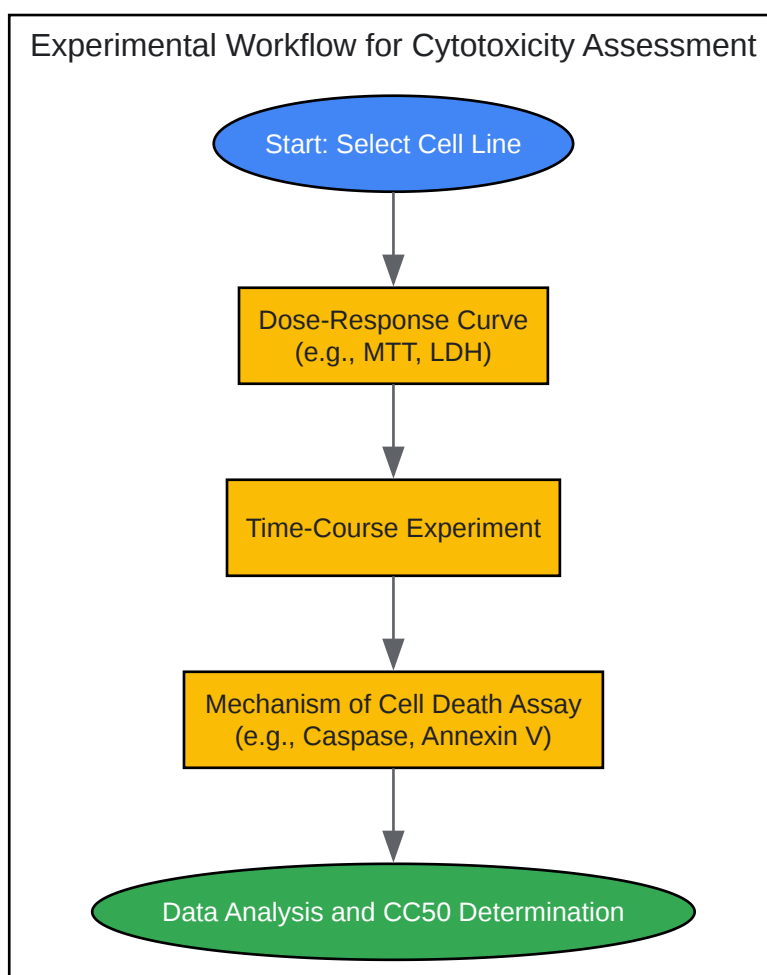 Experimental Workflow for Cytotoxicity Assessment
Start: Select Cell Line
Dose-Response Curve
(e.g., MTT, LDH)
Time-Course Experiment
Mechanism of Cell Death Assay
(e.g., Caspase, Annexin V)
Data Analysis and CC50 Determination